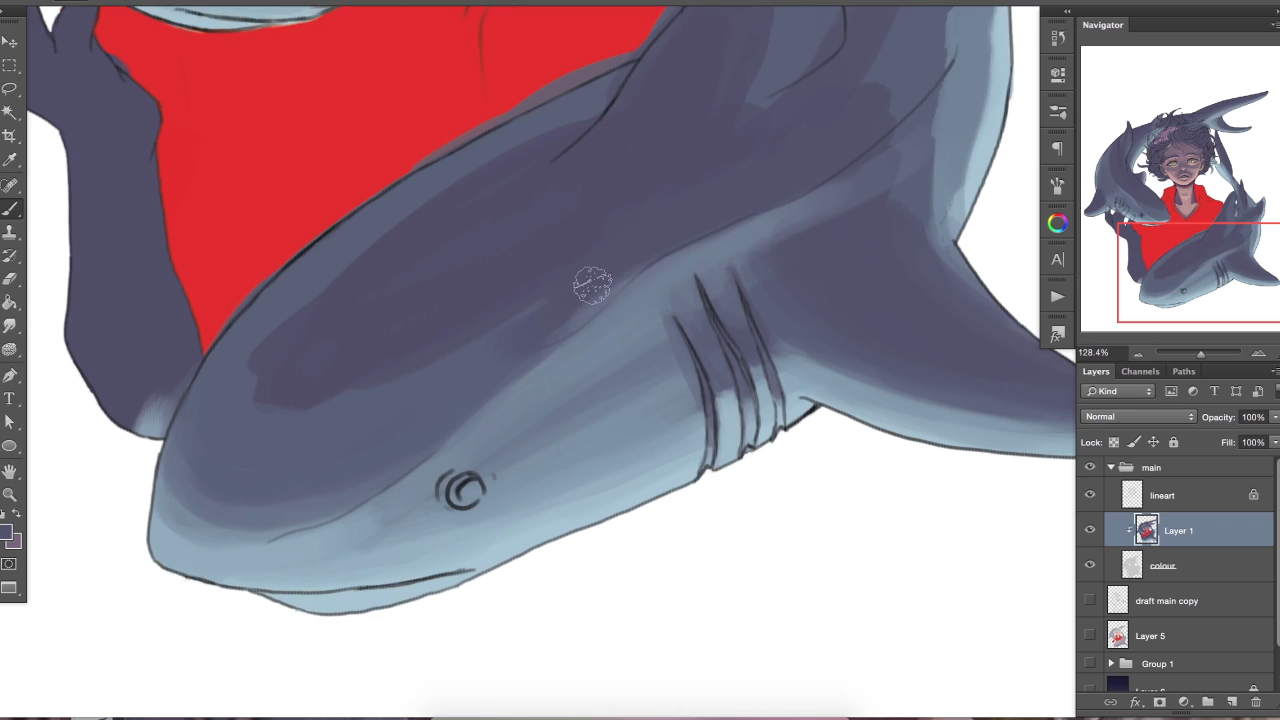 Navigator
128.4%
Layers Channels Paths
Kind
Normal Opacity: 100%
Lock: Fill: 100%
main
lineart
Layer 1
colour
draft main copy
Layer 5
Group 1